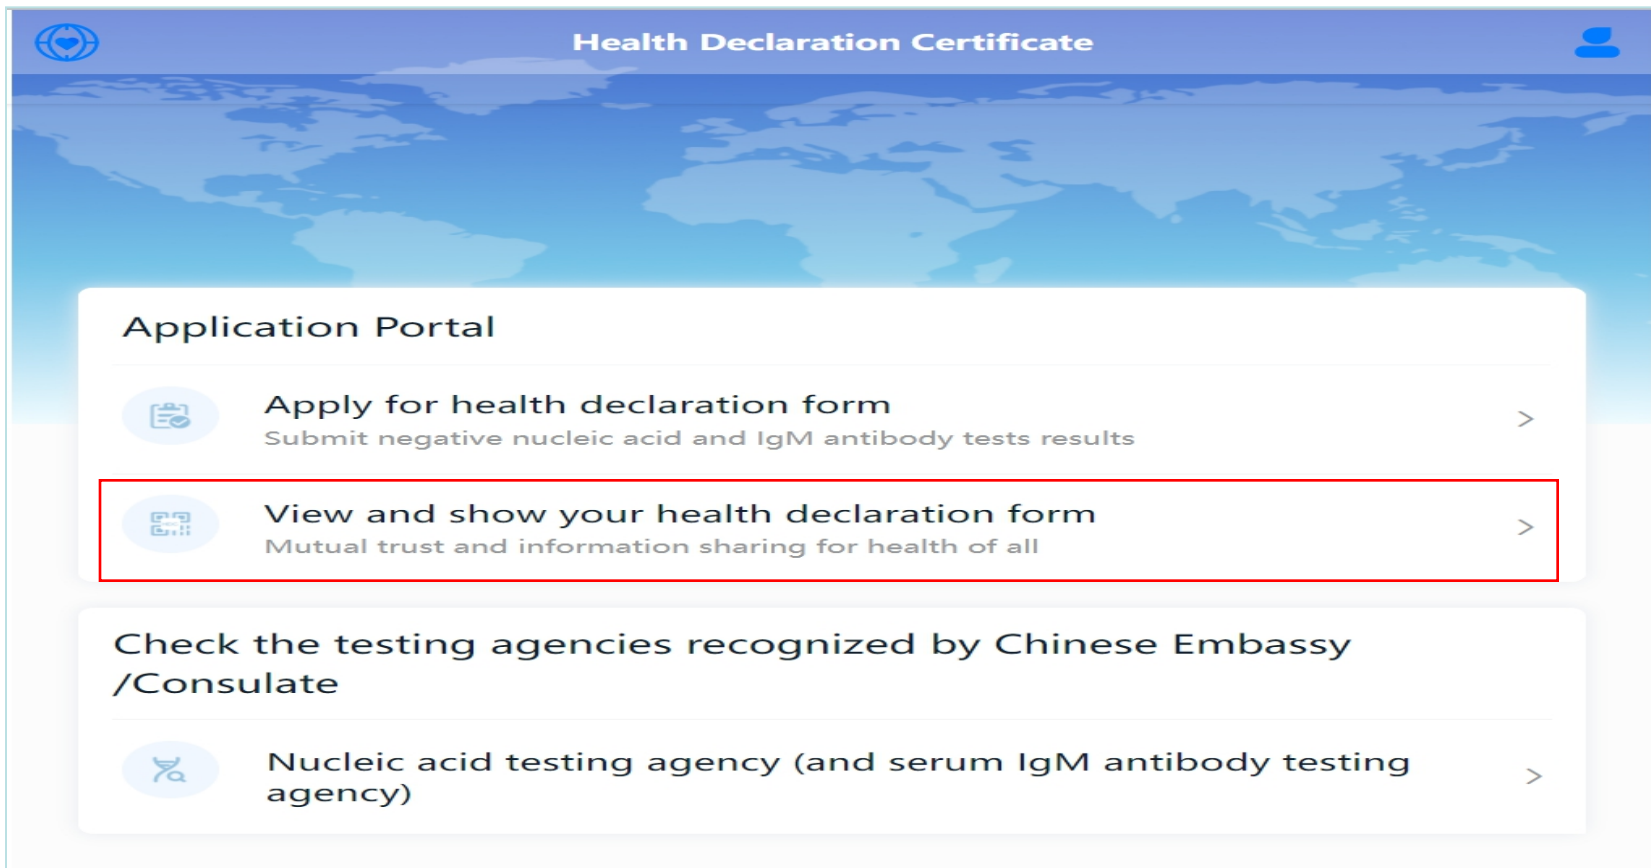 Health Declaration Certificate
Application Portal
Apply for health declaration form
Submit negative nucleic acid and IgM antibody tests results
>
View and show your health declaration form
Mutual trust and information sharing for health of all
>
Check the testing agencies recognized by Chinese Embassy
/Consulate
Nucleic acid testing agency (and serum IgM antibody testing
agency)
>